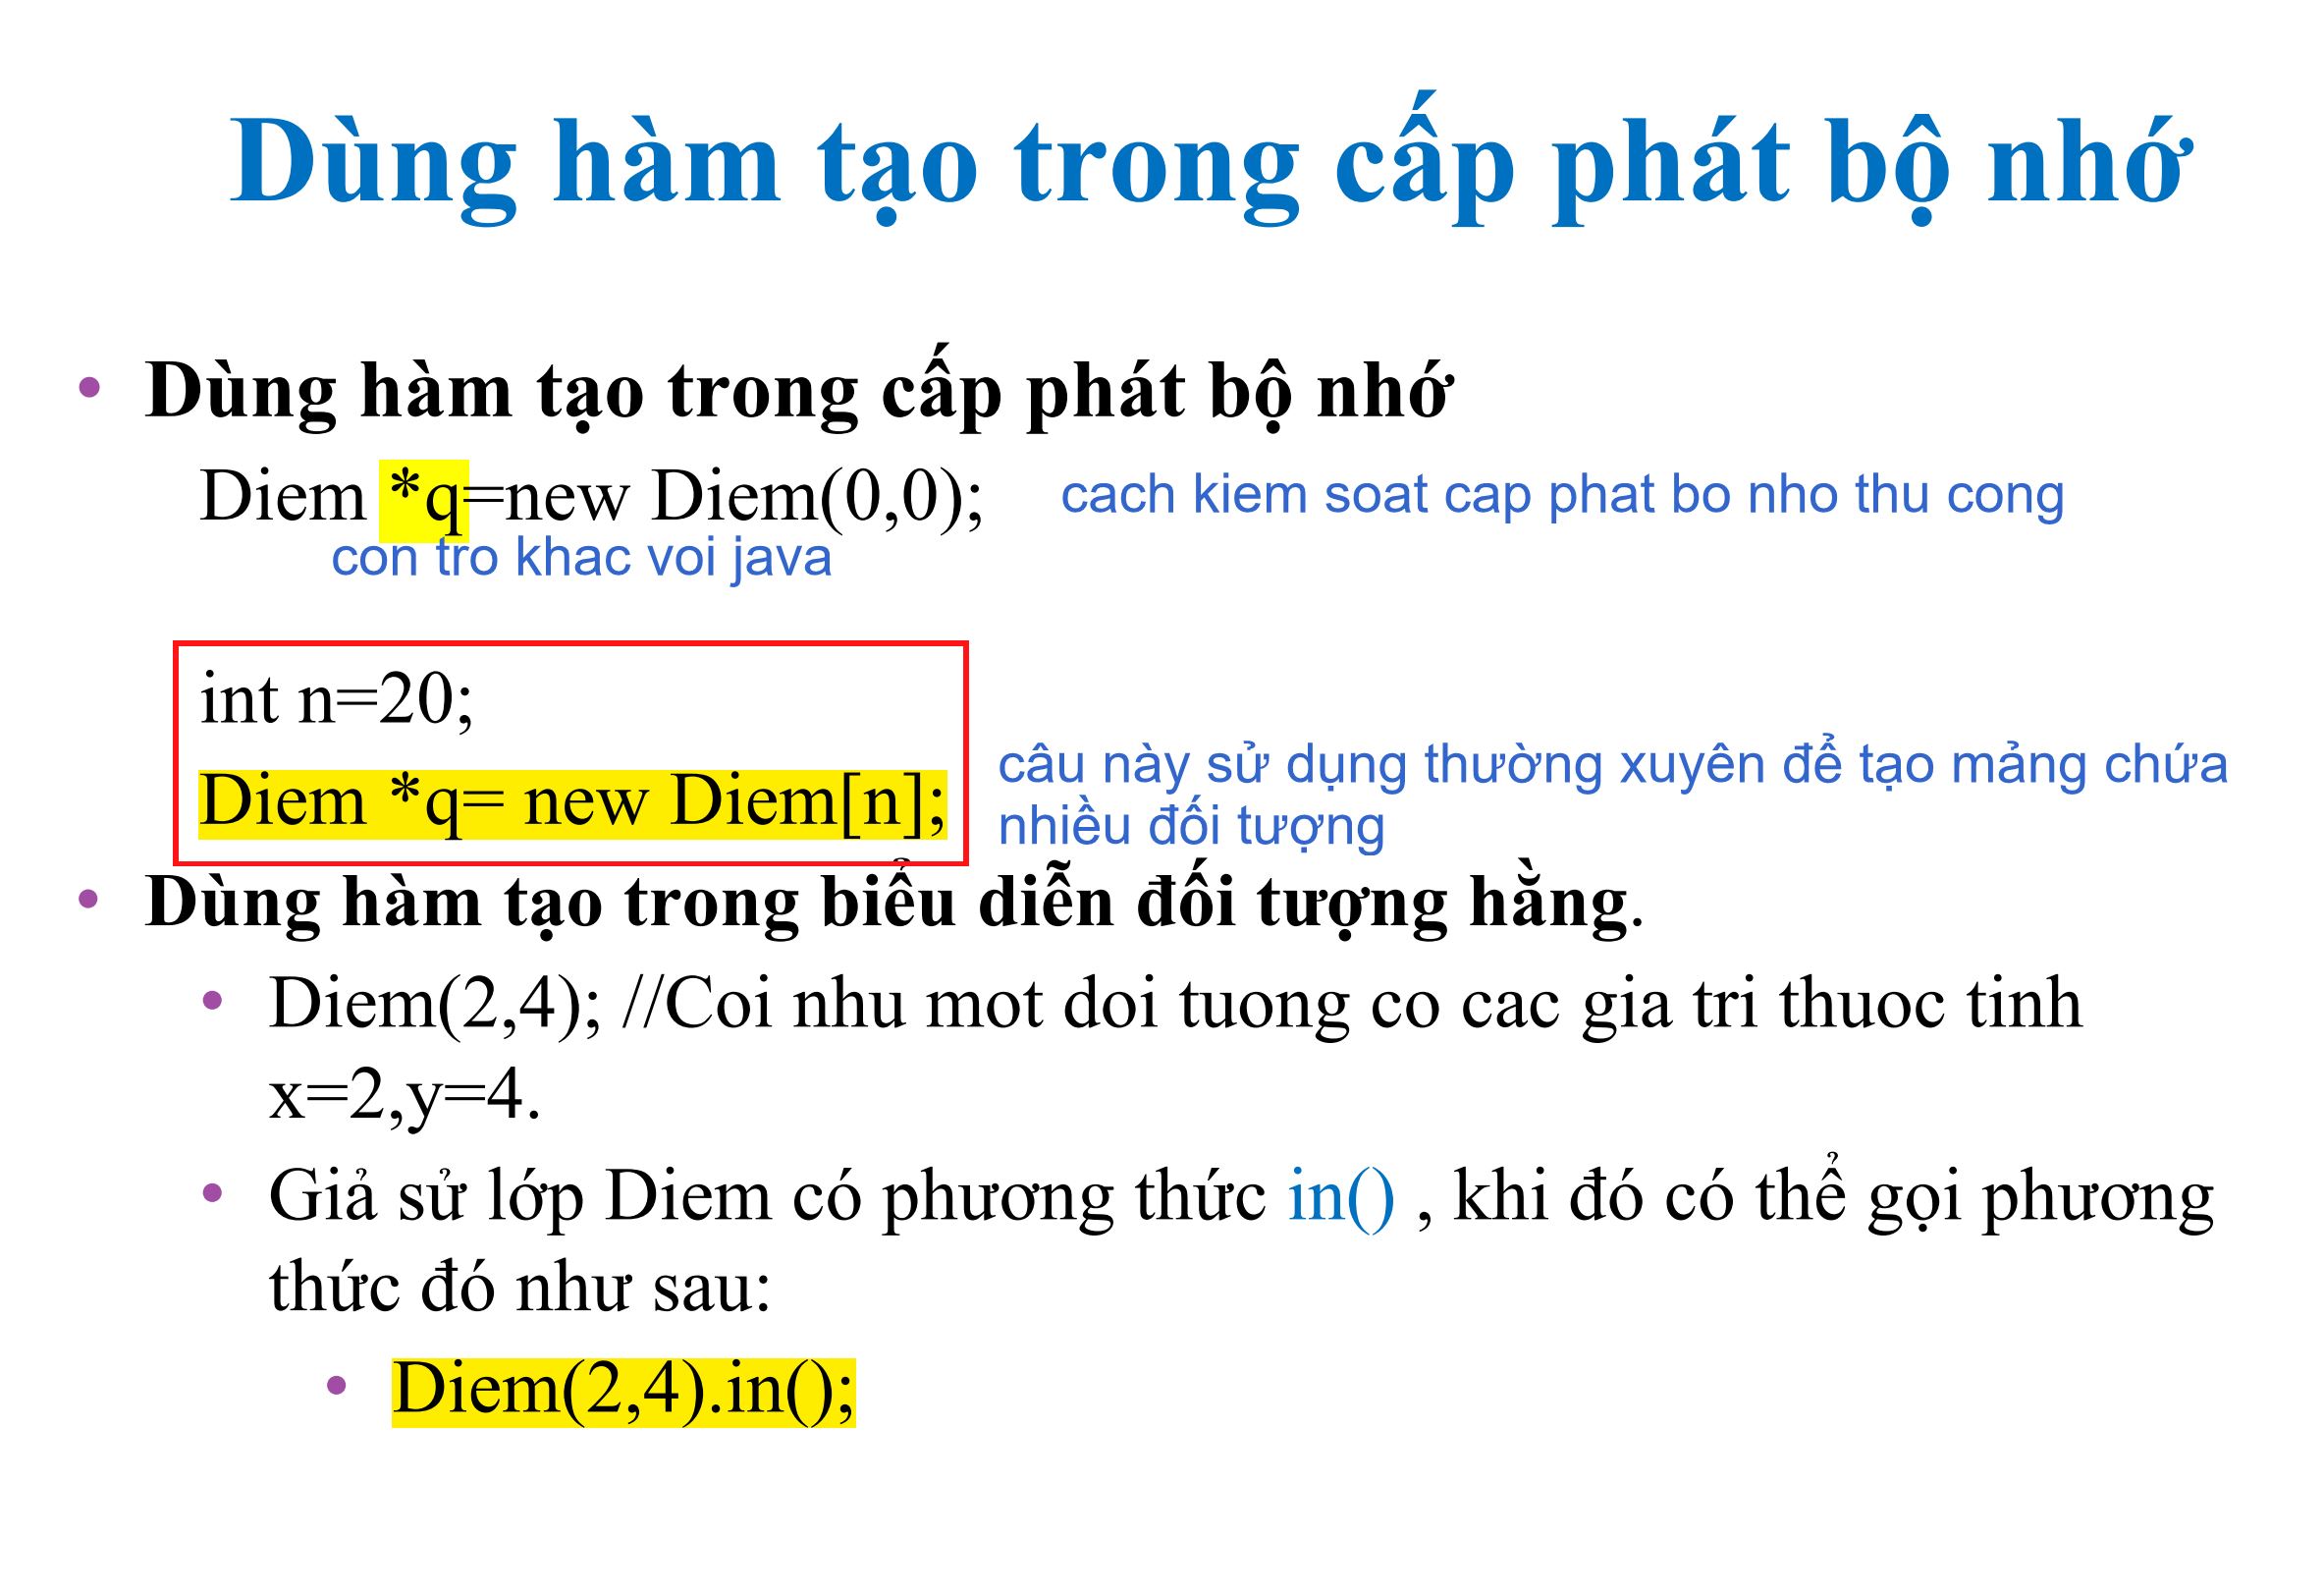 Dùng hàm tạo trong cấp phát bộ nhớ
• Dùng hàm tạo trong cấp phát bộ nhớ
Diem *q=new Diem(0,0); cach kiem soat cap phat bo nho thu cong
con tro khac voi java
int n=20;
Diem *q= new Diem[n];
câu này sử dụng thường xuyên để tạo mảng chứa
nhiều đối tượng
• Dùng hàm tạo trong biểu diễn đối tượng hằng.
• Diem(2,4); //Coi nhu mot doi tuong co cac gia tri thuoc tinh
x=2,y=4.
• Giả sử lớp Diem có phương thức in() , khi đó có thể gọi phương
thức đó như sau:
• Diem(2,4).in();